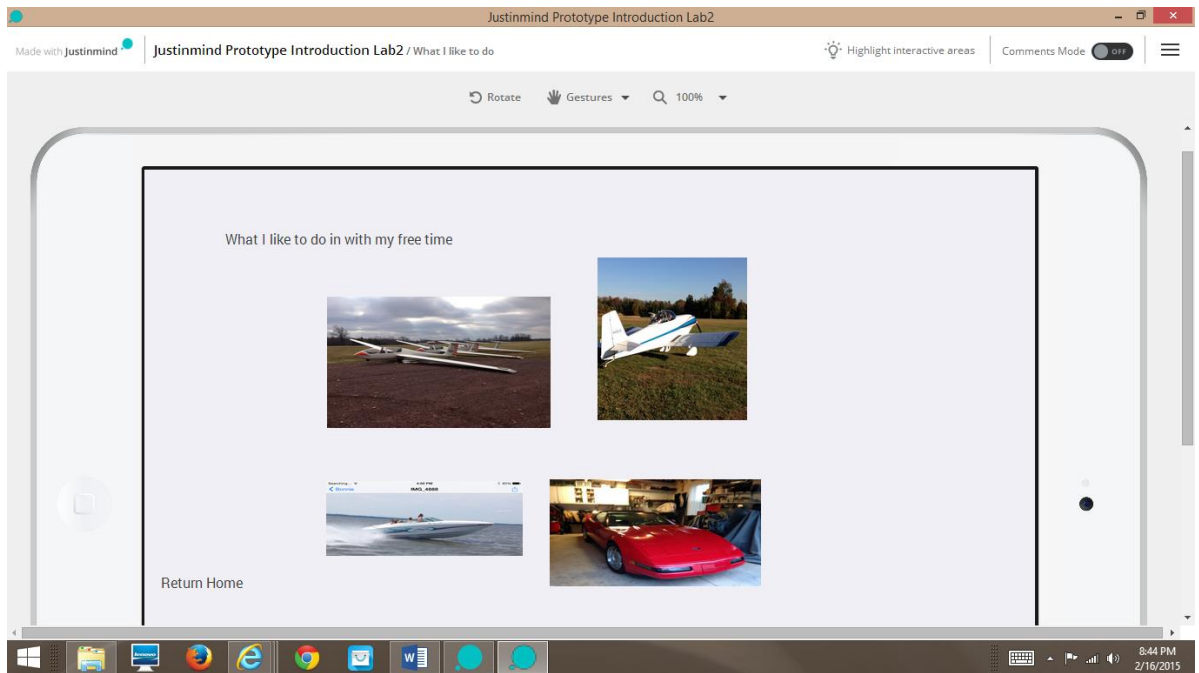 Justinmind Prototype Introduction Lab2
Made with Justinmind
Justinmind Prototype Introduction Lab2 / What I like to do
Highlight interactive areas
Comments Mode OFF
Rotate Gestures 100%
What I like to do in with my free time
IMG_4868
Return Home
8:44 PM
2/16/2015